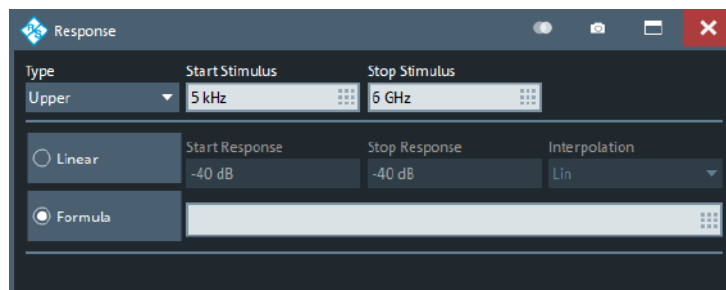 Response
Type Start Stimulus Stop Stimulus
Upper 5 kHz 6 GHz
Linear Start Response Stop Response Interpolation
-40 dB -40 dB Lin
Formula